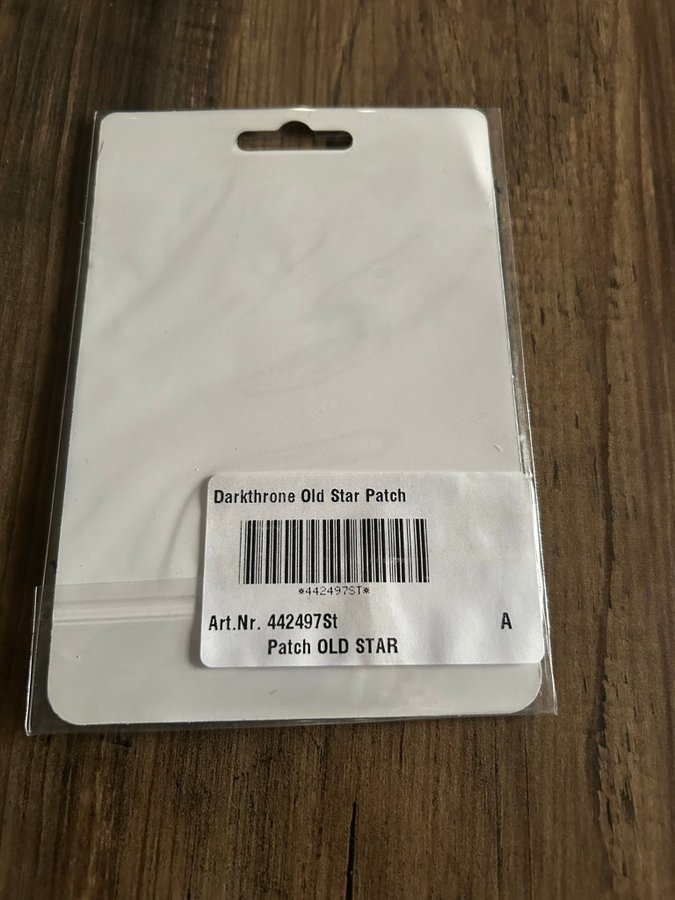 Darkthrone Old Star Patch
*442497ST*
Art.Nr. 442497St A
Patch OLD STAR